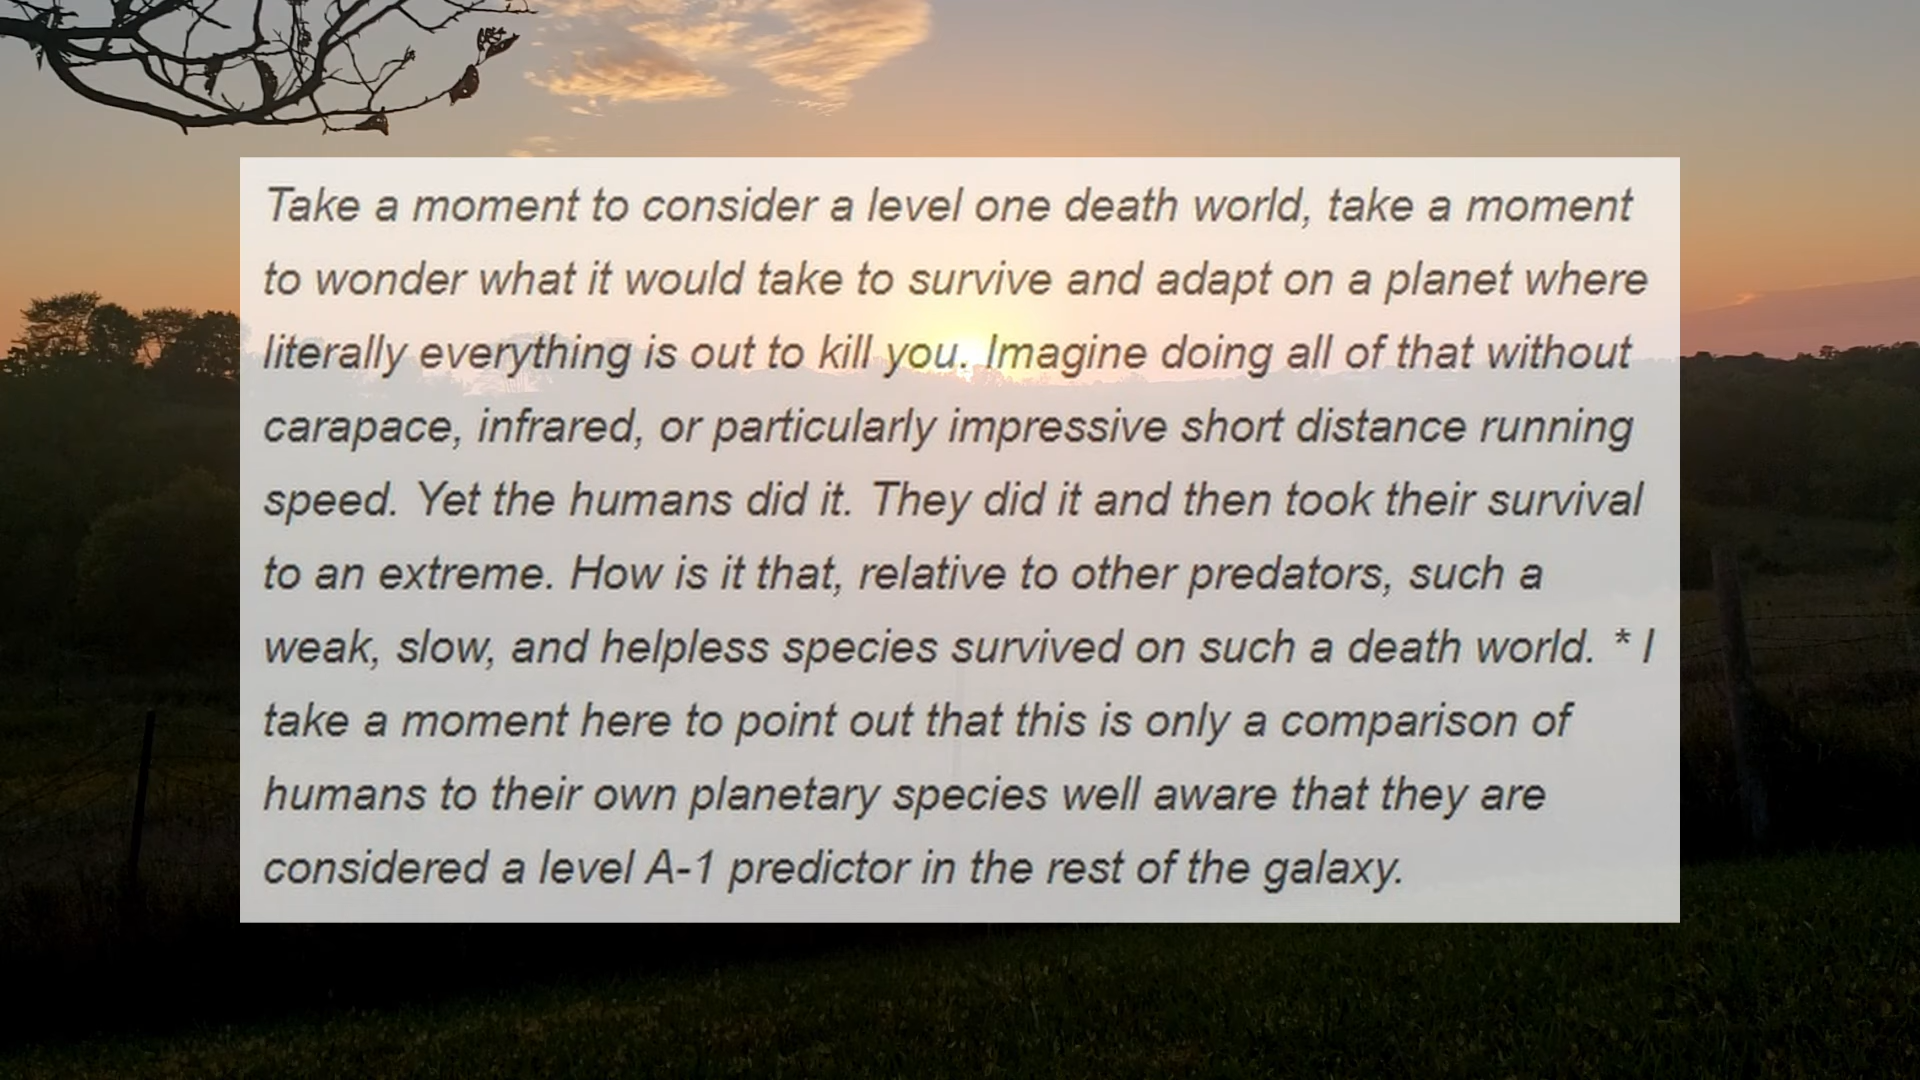 Take a moment to consider a level one death world, take a moment
to wonder what it would take to survive and adapt on a planet where
literally everything is out to kill you. Imagine doing all of that without
carapace, infrared, or particularly impressive short distance running
speed. Yet the humans did it. They did it and then took their survival
to an extreme. How is it that, relative to other predators, such a
weak, slow, and helpless species survived on such a death world. * I
take a moment here to point out that this is only a comparison of
humans to their own planetary species well aware that they are
considered a level A-1 predictor in the rest of the galaxy.